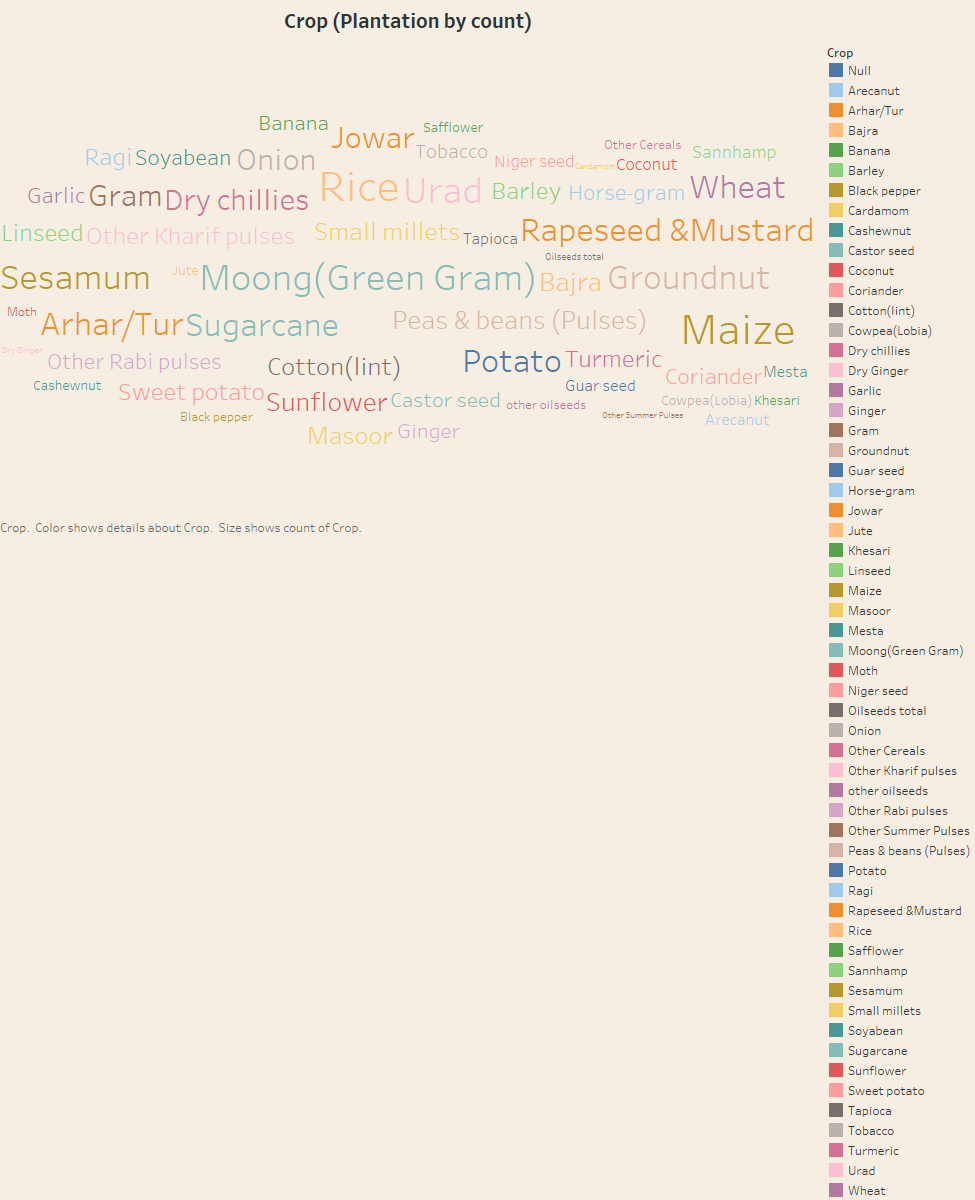 Crop (Plantation by count)
Banana
Jowar
Safflower
Ragi
Soyabean
Onion
Tobacco
Niger seed
Cardamom
Other Cereals
Coconut
Sannhamp
Garlic
Gram
Dry chillies
Rice
Urad
Barley
Horse-gram
Wheat
Linseed
Other Kharif pulses
Small millets
Tapioca
Rapeseed &Mustard
Oilseeds total
Sesamum
Jute
Moong(Green Gram)
Bajra
Groundnut
Moth
Arhar/Tur
Sugarcane
Peas & beans (Pulses)
Maize
Dry Ginger
Other Rabi pulses
Cotton(lint)
Potato
Turmeric
Cashewnut
Sweet potato
Sunflower
Castor seed
Guar seed
Coriander
Mesta
Black pepper
other oilseeds
Cowpea(Lobia)
Khesari
Other Summer Pulses
Arecanut
Masoor
Ginger
Crop. Color shows details about Crop. Size shows count of Crop.
Crop
Null
Arecanut
Arhar/Tur
Bajra
Banana
Barley
Black pepper
Cardamom
Cashewnut
Castor seed
Coconut
Coriander
Cotton(lint)
Cowpea(Lobia)
Dry chillies
Dry Ginger
Garlic
Ginger
Gram
Groundnut
Guar seed
Horse-gram
Jowar
Jute
Khesari
Linseed
Maize
Masoor
Mesta
Moong(Green Gram)
Moth
Niger seed
Oilseeds total
Onion
Other Cereals
Other Kharif pulses
other oilseeds
Other Rabi pulses
Other Summer Pulses
Peas & beans (Pulses)
Potato
Ragi
Rapeseed &Mustard
Rice
Safflower
Sannhamp
Sesamum
Small millets
Soyabean
Sugarcane
Sunflower
Sweet potato
Tapioca
Tobacco
Turmeric
Urad
Wheat